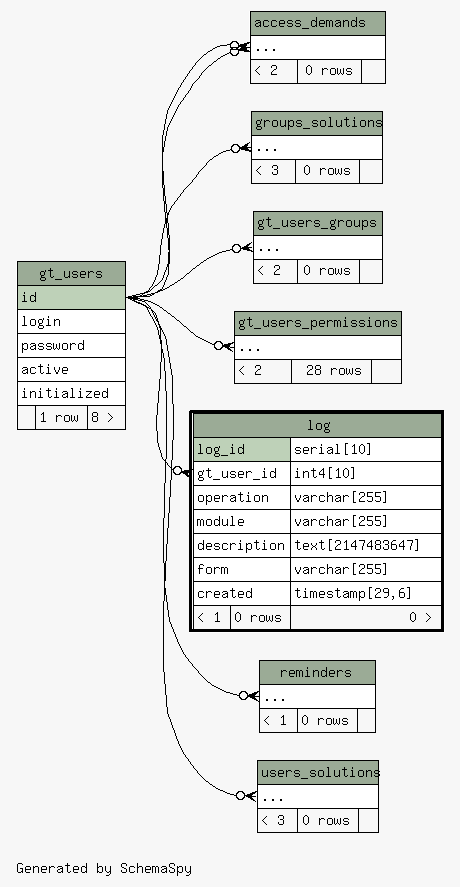 access_demands
...
< 2 0 rows
groups_solutions
...
< 3 0 rows
gt_users_groups
...
< 2 0 rows
gt_users
id
login
password
active
initialized
1 row 8 >
gt_users_permissions
...
< 2 28 rows
log
log_id serial[10]
gt_user_id int4[10]
operation varchar[255]
module varchar[255]
description text[2147483647]
form varchar[255]
created timestamp[29,6]
< 1 0 rows 0 >
reminders
...
< 1 0 rows
users_solutions
...
< 3 0 rows
Generated by SchemaSpy